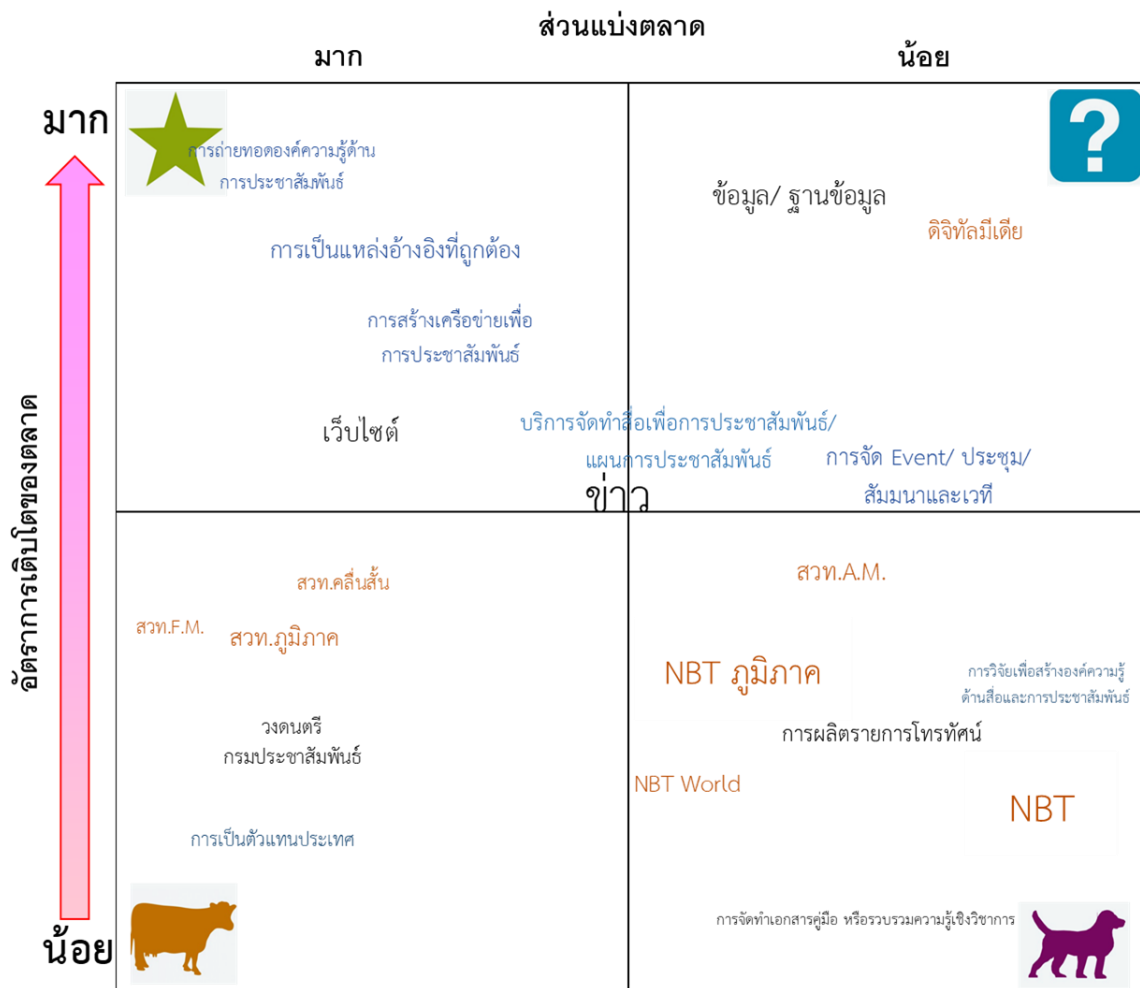 ส่วนแบ่งตลาด
มาก
น้อย
มาก
?
การถ่ายทอดองค์ความรู้ด้าน
การประชาสัมพันธ์
ข้อมูล/ ฐานข้อมูล
ดิจิทัลมีเดีย
การเป็นแหล่งอ้างอิงที่ถูกต้อง
การสร้างเครือข่ายเพื่อ
การประชาสัมพันธ์
เว็บไซต์
บริการจัดทำสื่อเพื่อการประชาสัมพันธ์/
แผนการประชาสัมพันธ์
การจัด Event/ ประชุม/
สัมมนาและเวที
ข่าว
อัตราการเติบโตของตลาด
สวท.คลื่นสั้น
สวท.F.M.
สวท.ภูมิภาค
วงดนตรี
กรมประชาสัมพันธ์
การเป็นตัวแทนประเทศ
สวท.A.M.
NBT ภูมิภาค
การวิจัยเพื่อสร้างองค์ความรู้
ด้านสื่อและการประชาสัมพันธ์
การผลิตรายการโทรทัศน์
NBT World
NBT
การจัดทำเอกสารคู่มือ หรือรวบรวมความรู้เชิงวิชาการ
น้อย